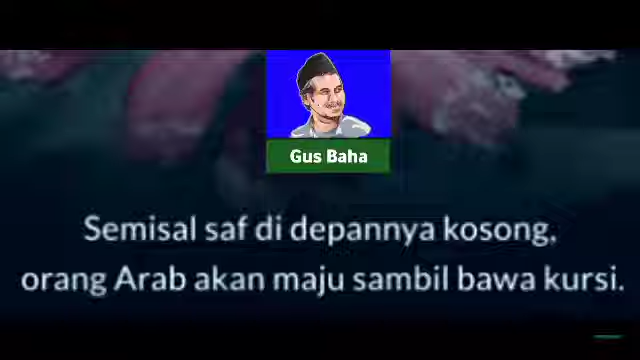 Gus Baha
Semisal saf di depannya kosong,
orang Arab akan maju sambil bawa kursi.